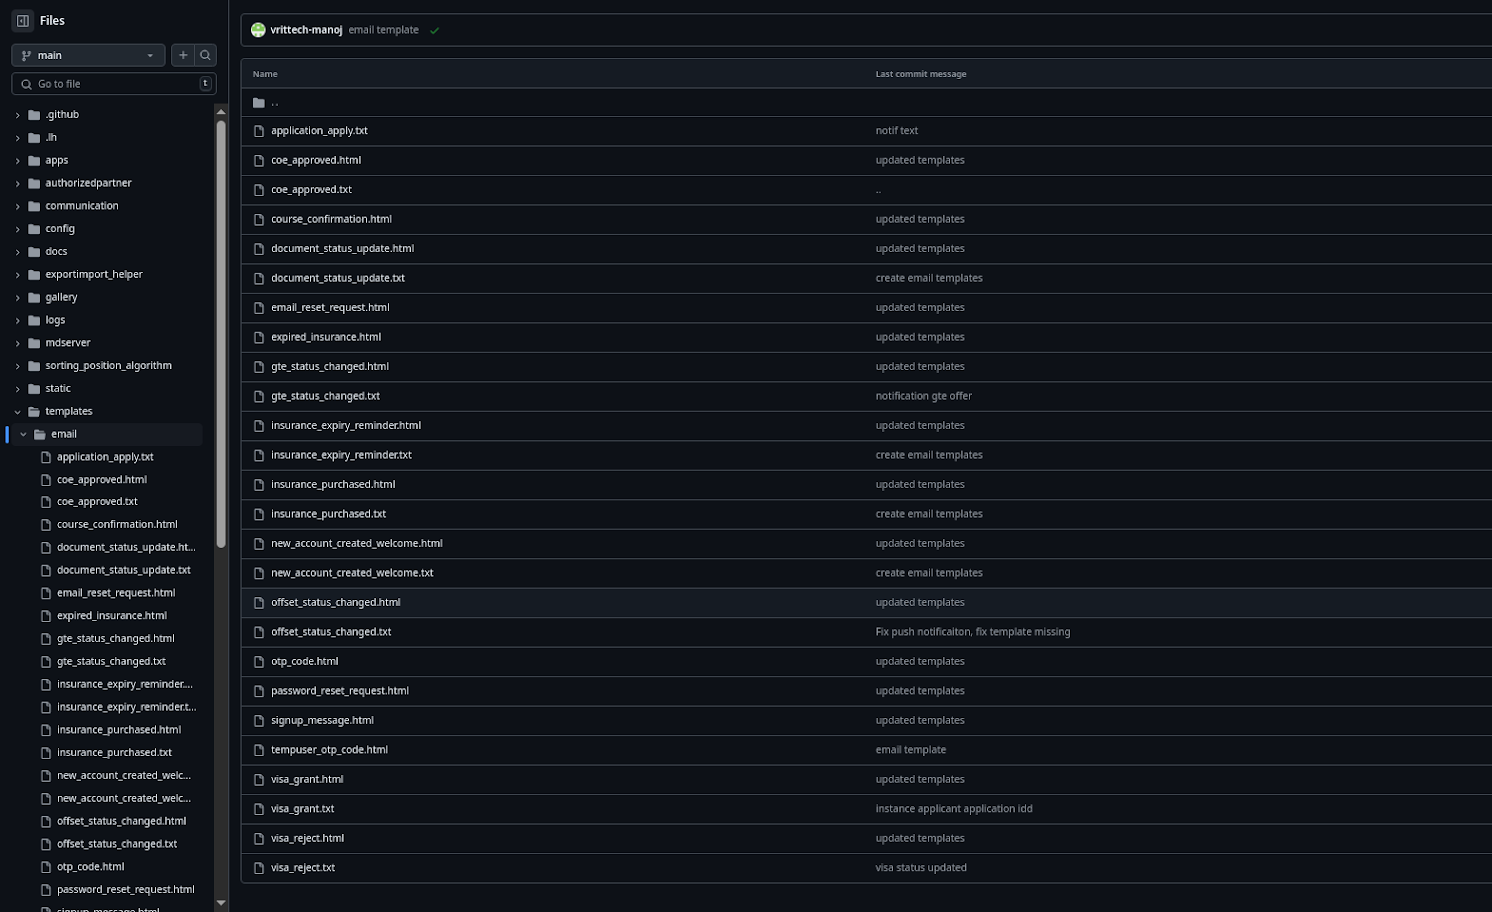 Files
main
Go to file
t
.github
.lh
apps
authorizedpartner
communication
config
docs
exportimport_helper
gallery
logs
mdserver
sorting_position_algorithm
static
templates
email
application_apply.txt
coe_approved.html
coe_approved.txt
course_confirmation.html
document_status_update.ht...
document_status_update.txt
email_reset_request.html
expired_insurance.html
gte_status_changed.html
gte_status_changed.txt
insurance_expiry_reminder....
insurance_expiry_reminder.t...
insurance_purchased.html
insurance_purchased.txt
new_account_created_welc...
new_account_created_welc...
offset_status_changed.html
offset_status_changed.txt
otp_code.html
password_reset_request.html
signup_message.html
vrittech-manoj email template
Name Last commit message
..
application_apply.txt notif text
coe_approved.html updated templates
coe_approved.txt ..
course_confirmation.html updated templates
document_status_update.html updated templates
document_status_update.txt create email templates
email_reset_request.html updated templates
expired_insurance.html updated templates
gte_status_changed.html updated templates
gte_status_changed.txt notification gte offer
insurance_expiry_reminder.html updated templates
insurance_expiry_reminder.txt create email templates
insurance_purchased.html updated templates
insurance_purchased.txt create email templates
new_account_created_welcome.html updated templates
new_account_created_welcome.txt create email templates
offset_status_changed.html updated templates
offset_status_changed.txt Fix push notificaiton, fix template missing
otp_code.html updated templates
password_reset_request.html updated templates
signup_message.html updated templates
tempuser_otp_code.html email template
visa_grant.html updated templates
visa_grant.txt instance applicant application idd
visa_reject.html updated templates
visa_reject.txt visa status updated